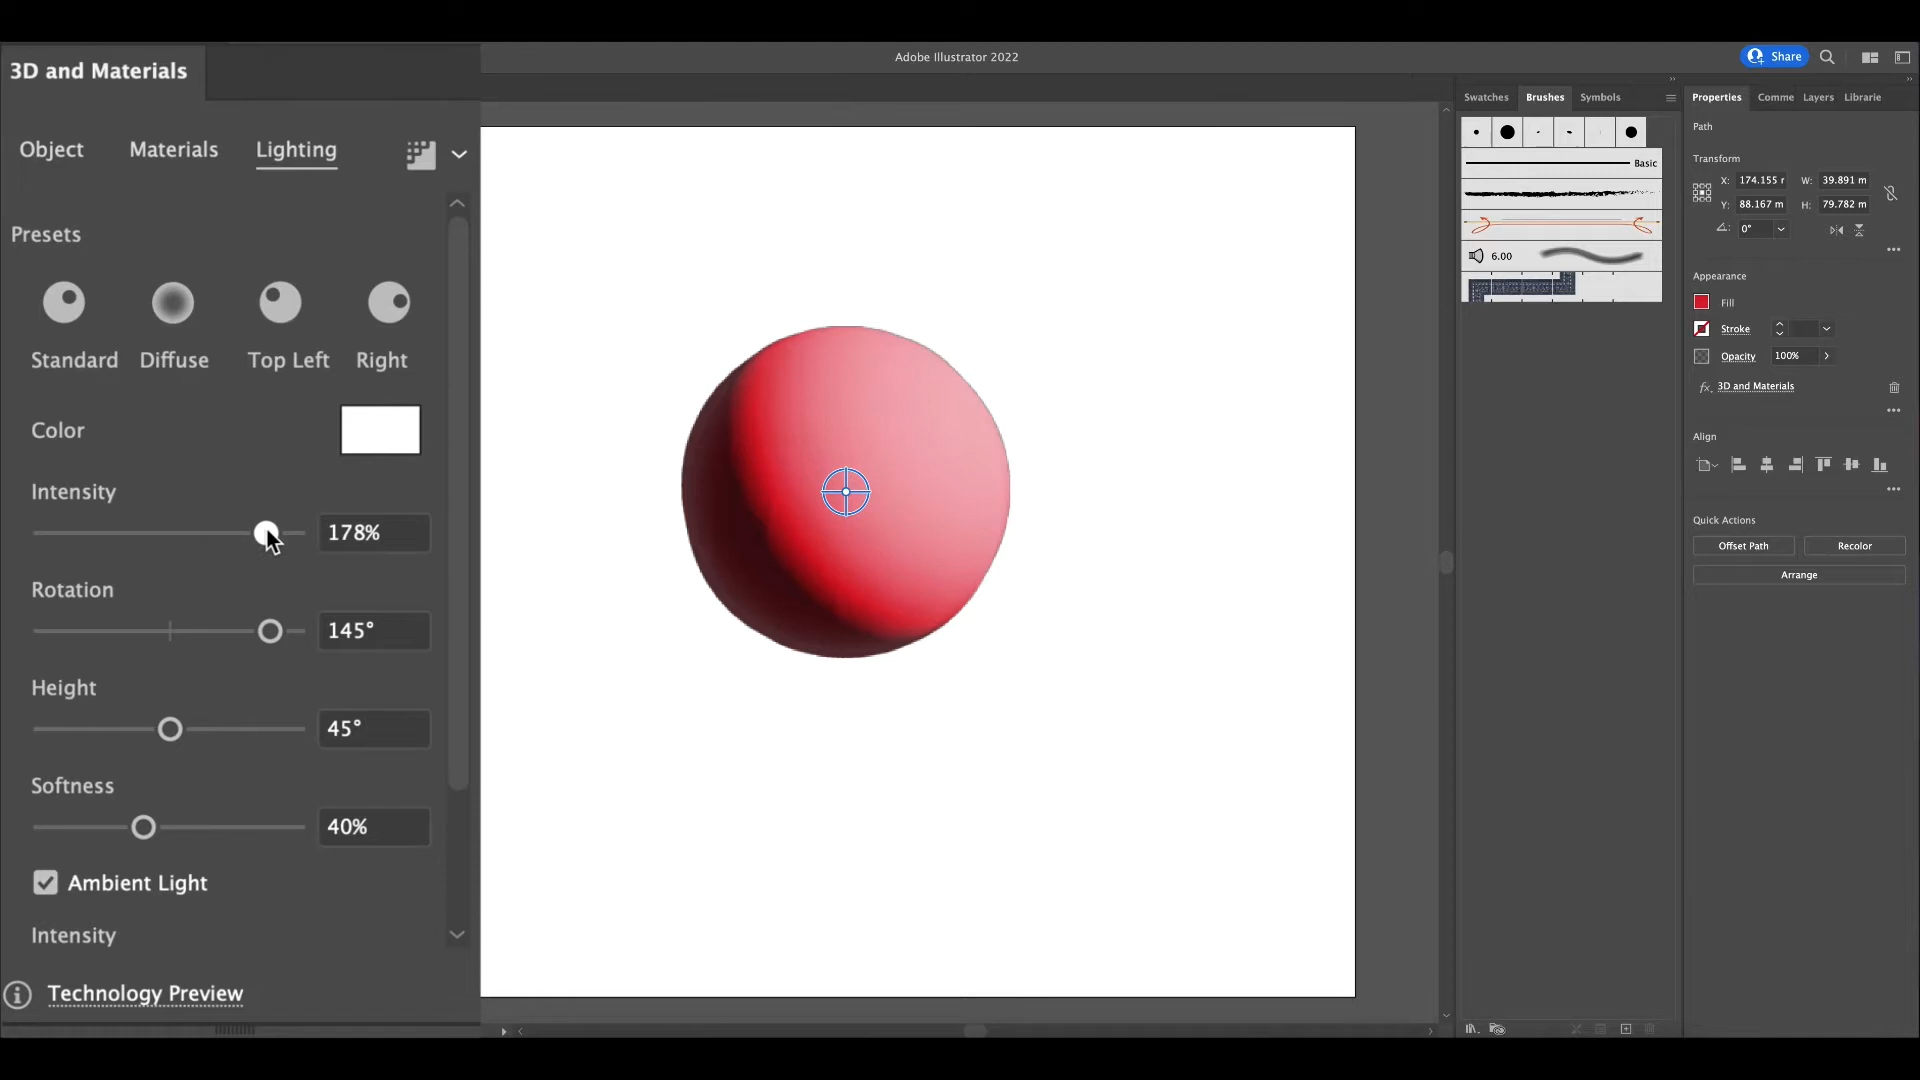 Adobe Illustrator 2022
Share
3D and Materials
Object Materials Lighting
Presets
Standard Diffuse Top Left Right
Color
Intensity
178%
Rotation
145°
Height
45°
Softness
40%
Ambient Light
Intensity
Technology Preview
Swatches Brushes Symbols
Basic
6.00
Properties Comme Layers Librarie
Path
Transform
X: 174.155 r W: 39.891 m
Y: 88.167 m H: 79.782 m
0°
Appearance
Fill
Stroke
Opacity 100%
fx 3D and Materials
Align
Quick Actions
Offset Path Recolor
Arrange